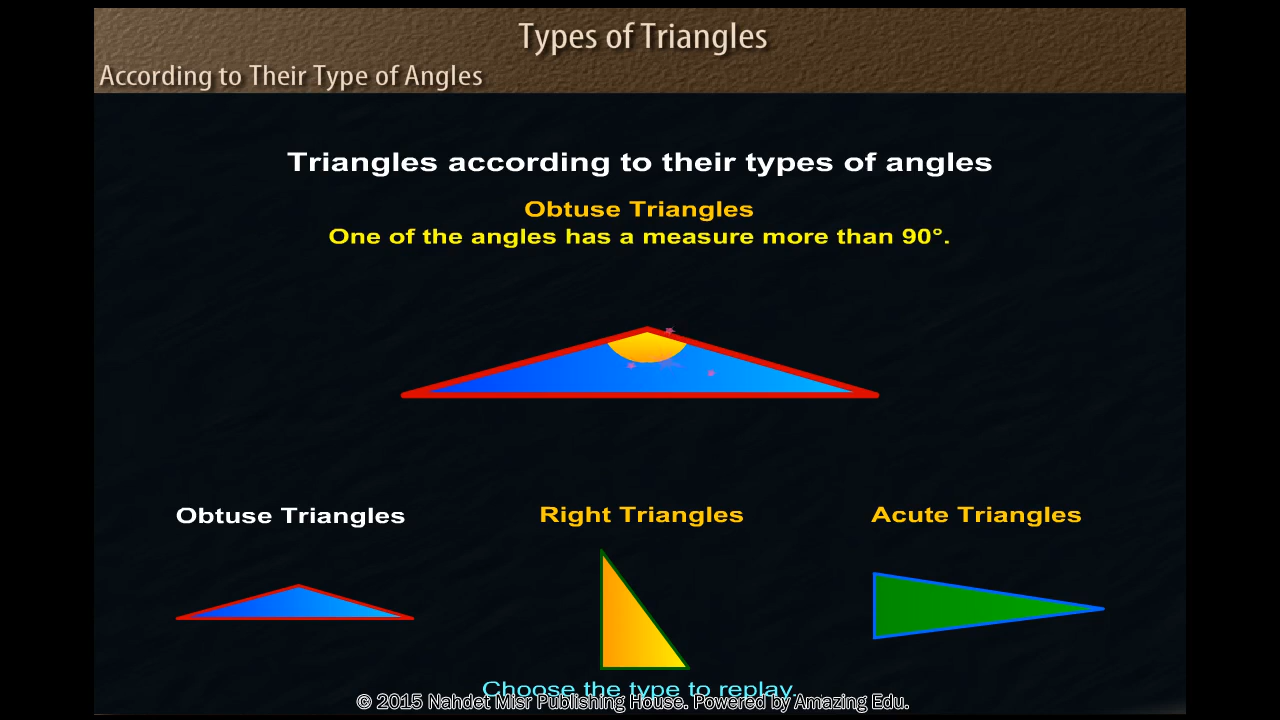 Types of Triangles
According to Their Type of Angles
Triangles according to their types of angles
Obtuse Triangles
One of the angles has a measure more than 90°.
Obtuse Triangles
Right Triangles
Acute Triangles
Choose the type to replay.
© 2015 Nahdet Misr Publishing House. Powered by Amazing Edu.